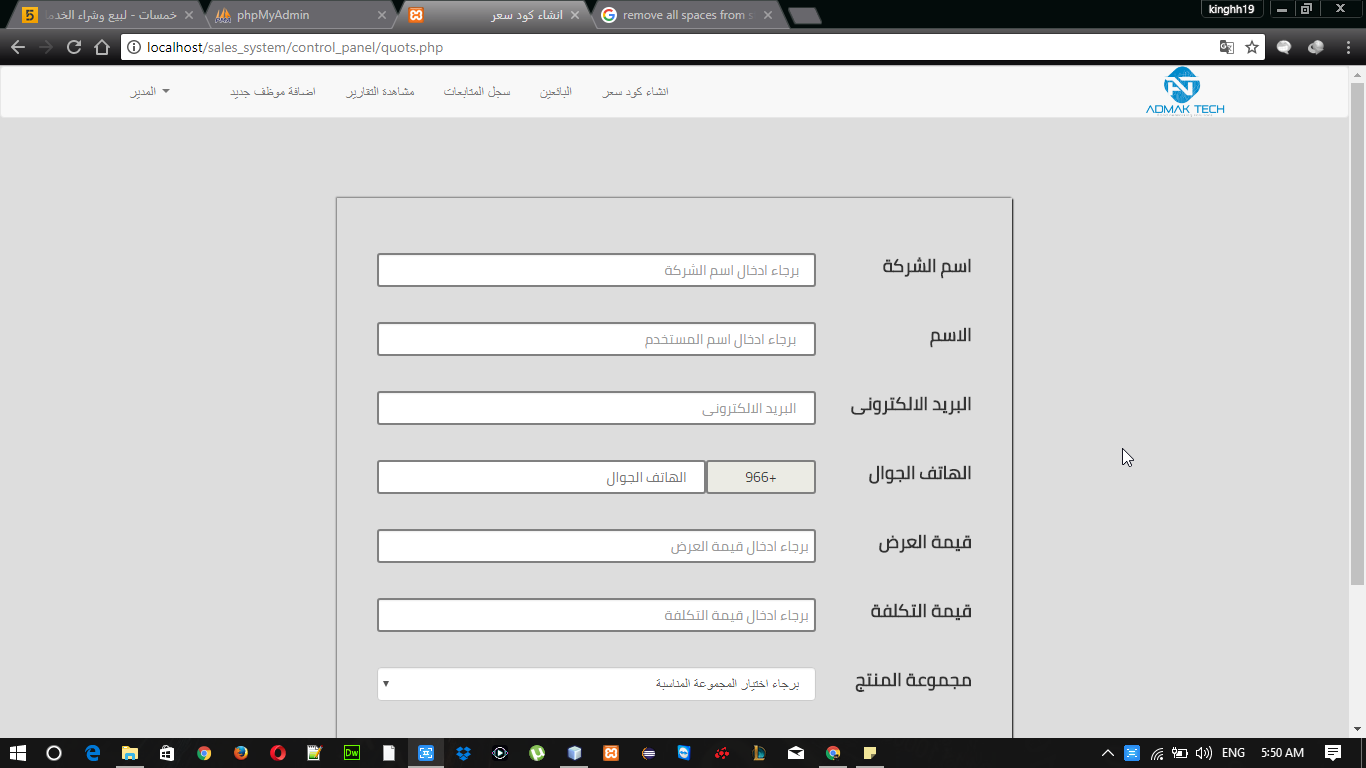 خمسات - لبيع وشراء الخدما
phpMyAdmin
انشاء كود سعر
remove all spaces from s
kinghh19
localhost/sales_system/control_panel/quots.php
انشاء كود سعر
البائعين
سجل المتابعات
مشاهدة التقارير
اضافة موظف جديد
المدير
ADMAK TECH
اسم الشركة
برجاء ادخال اسم الشركة
الاسم
برجاء ادخال اسم المستخدم
البريد الالكترونى
البريد الالكترونى
الهاتف الجوال
966+
الهاتف الجوال
قيمة العرض
برجاء ادخال قيمة العرض
قيمة التكلفة
برجاء ادخال قيمة التكلفة
مجموعة المنتج
برجاء اختيار المجموعة المناسبة
ENG
5:50 AM